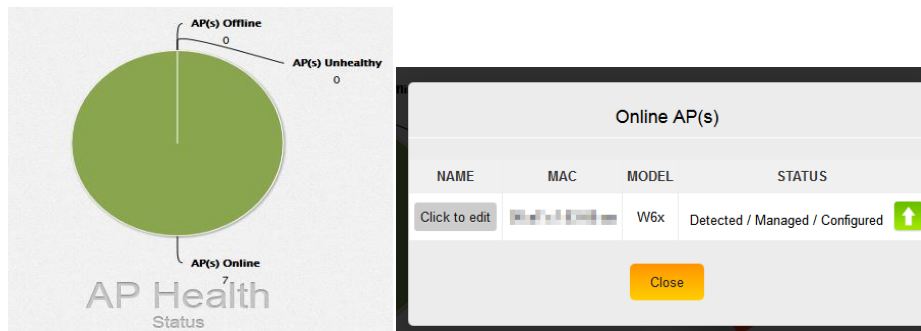 AP(s) Offline
0
AP(s) Unhealthy
0
AP(s) Online
7
AP Health
Status
Online AP(s)
NAME MAC MODEL STATUS
Click to edit W6x Detected / Managed / Configured
Close